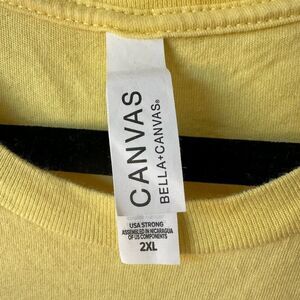 CANVAS
BELLA+CANVAS®
USA STRONG
ASSEMBLED IN NICARAGUA
OF US COMPONENTS
2XL